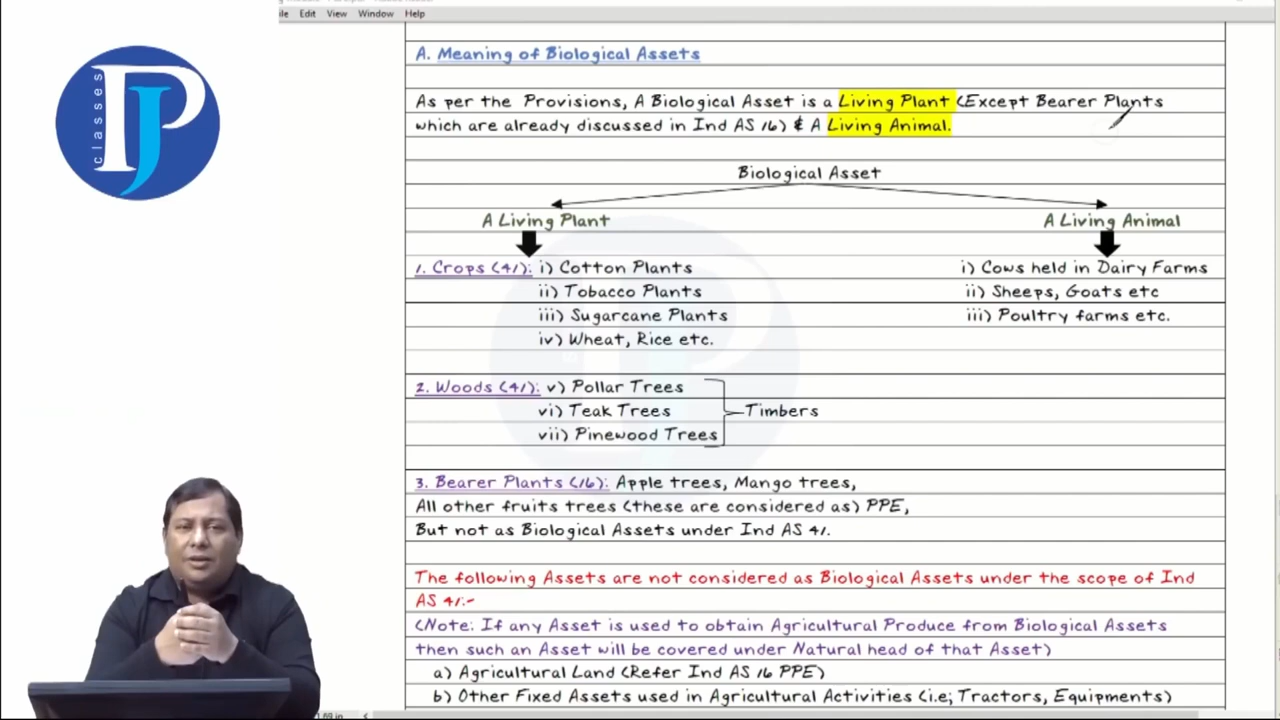 Edit View Window Help
PJ classes
A. Meaning of Biological Assets
As per the Provisions, A Biological Asset is a Living Plant (Except Bearer Plants
which are already discussed in Ind AS 16) & A Living Animal.
Biological Asset
A Living Plant A Living Animal
1. Crops (41): i) Cotton Plants i) Cows held in Dairy Farms
ii) Tobacco Plants ii) Sheeps, Goats etc
iii) Sugarcane Plants iii) Poultry farms etc.
iv) Wheat, Rice etc.
2. Woods (41): v) Pollar Trees
vi) Teak Trees Timbers
vii) Pinewood Trees
3. Bearer Plants (16): Apple trees, Mango trees,
All other fruits trees (these are considered as) PPE,
But not as Biological Assets under Ind AS 41.
The following Assets are not considered as Biological Assets under the scope of Ind
AS 41:-
(Note: If any Asset is used to obtain Agricultural Produce from Biological Assets
then such an Asset will be covered under Natural head of that Asset)
a) Agricultural Land (Refer Ind AS 16 PPE)
b) Other Fixed Assets used in Agricultural Activities (i.e; Tractors, Equipments)